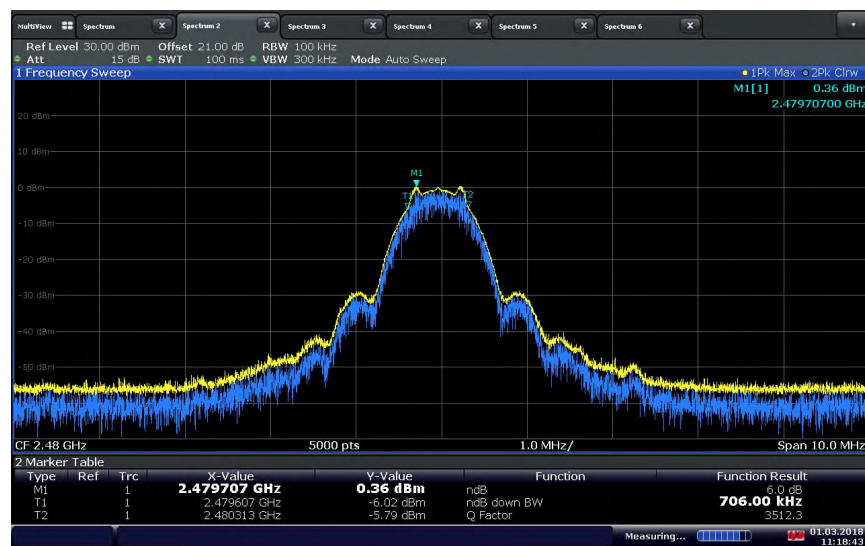 MultiView Spectrum X Spectrum 2 X Spectrum 3 X Spectrum 4 X Spectrum 5 X Spectrum 6 X
Ref Level 30.00 dBm Offset 21.00 dB RBW 100 kHz
Att 15 dB SWT 100 ms VBW 300 kHz Mode Auto Sweep
1 Frequency Sweep 1Pk Max 2Pk Clrw
M1[1] 0.36 dBm
2.47970700 GHz
20 dBm
10 dBm
M1
0 dBm
T1 T2
-10 dBm
-20 dBm
-30 dBm
-40 dBm
-50 dBm
CF 2.48 GHz 5000 pts 1.0 MHz/ Span 10.0 MHz
2 Marker Table
Type Ref Trc X-Value Y-Value Function Function Result
M1 1 2.479707 GHz 0.36 dBm ndB 6.0 dB
T1 1 2.479607 GHz -6.02 dBm ndB down BW 706.00 kHz
T2 1 2.480313 GHz -5.79 dBm Q Factor 3512.3
Measuring... 01.03.2018
11:18:43